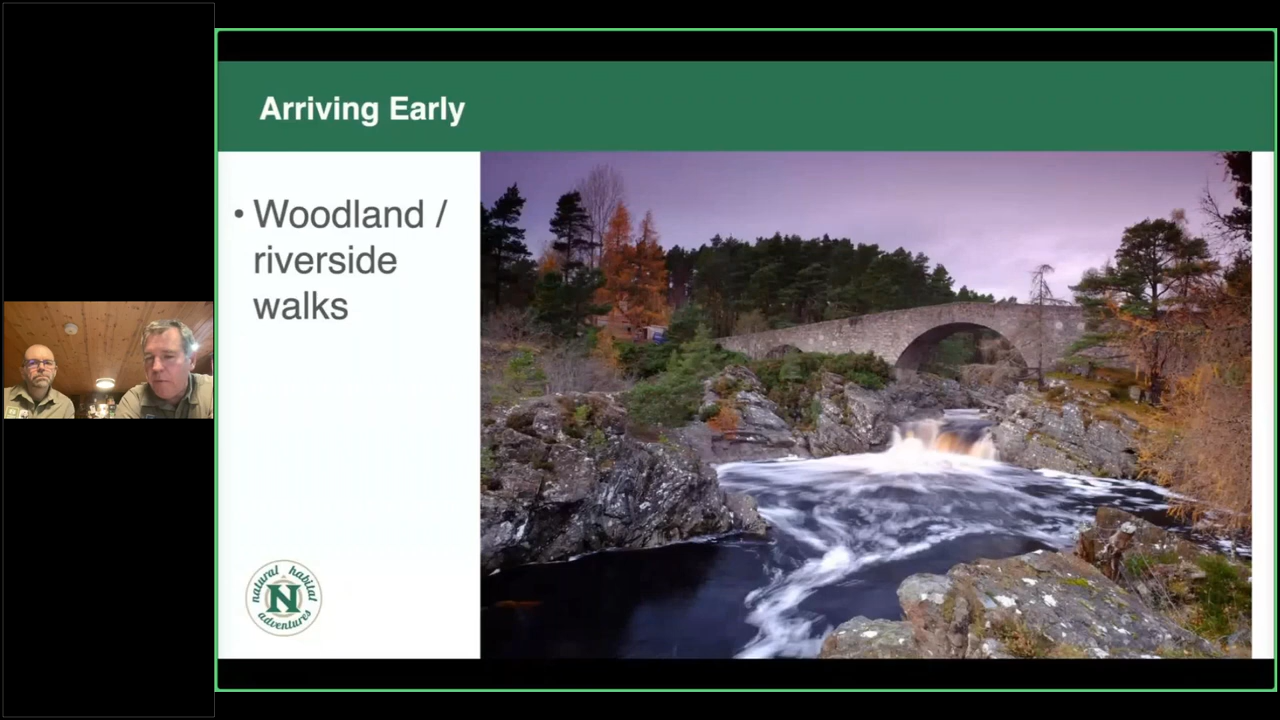 Arriving Early
• Woodland /
riverside
walks
natural habitat
N
adventures